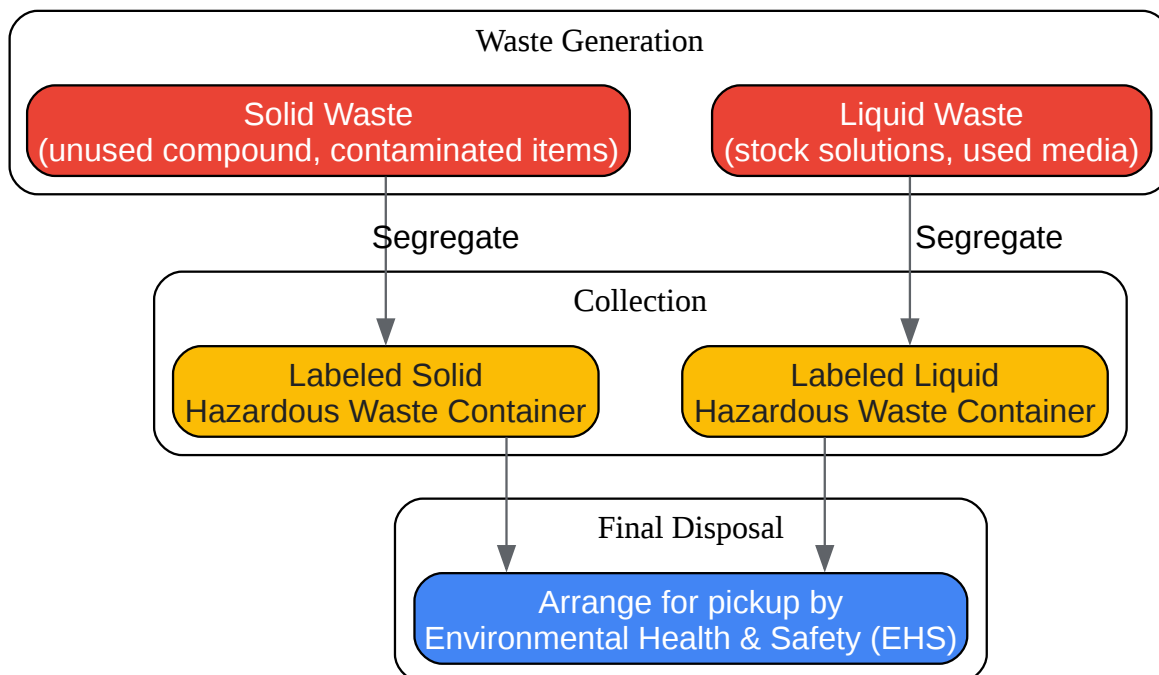 Waste Generation
Solid Waste
(unused compound, contaminated items)
Liquid Waste
(stock solutions, used media)
Segregate
Segregate
Collection
Labeled Solid
Hazardous Waste Container
Labeled Liquid
Hazardous Waste Container
Final Disposal
Arrange for pickup by
Environmental Health & Safety (EHS)